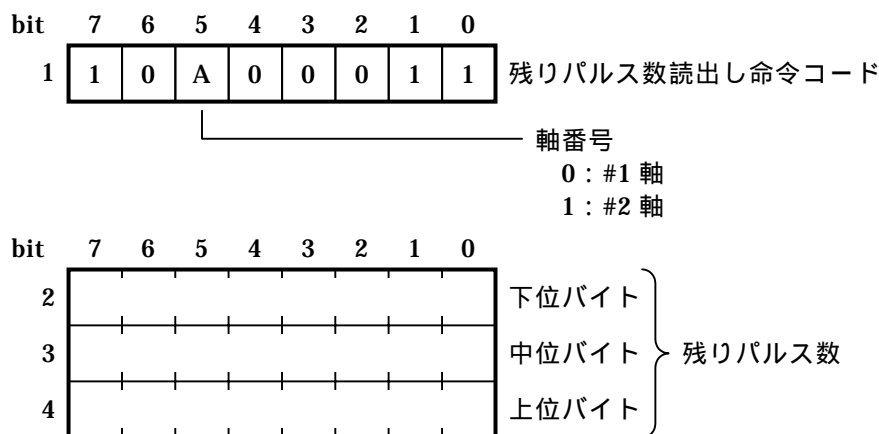 bit 7 6 5 4 3 2 1 0
1 1 0 A 0 0 0 1 1 残りパルス数読出し命令コード
軸番号
0 : #1 軸
1 : #2 軸
bit 7 6 5 4 3 2 1 0
2 下位バイト
3 中位バイト 残りパルス数
4 上位バイト